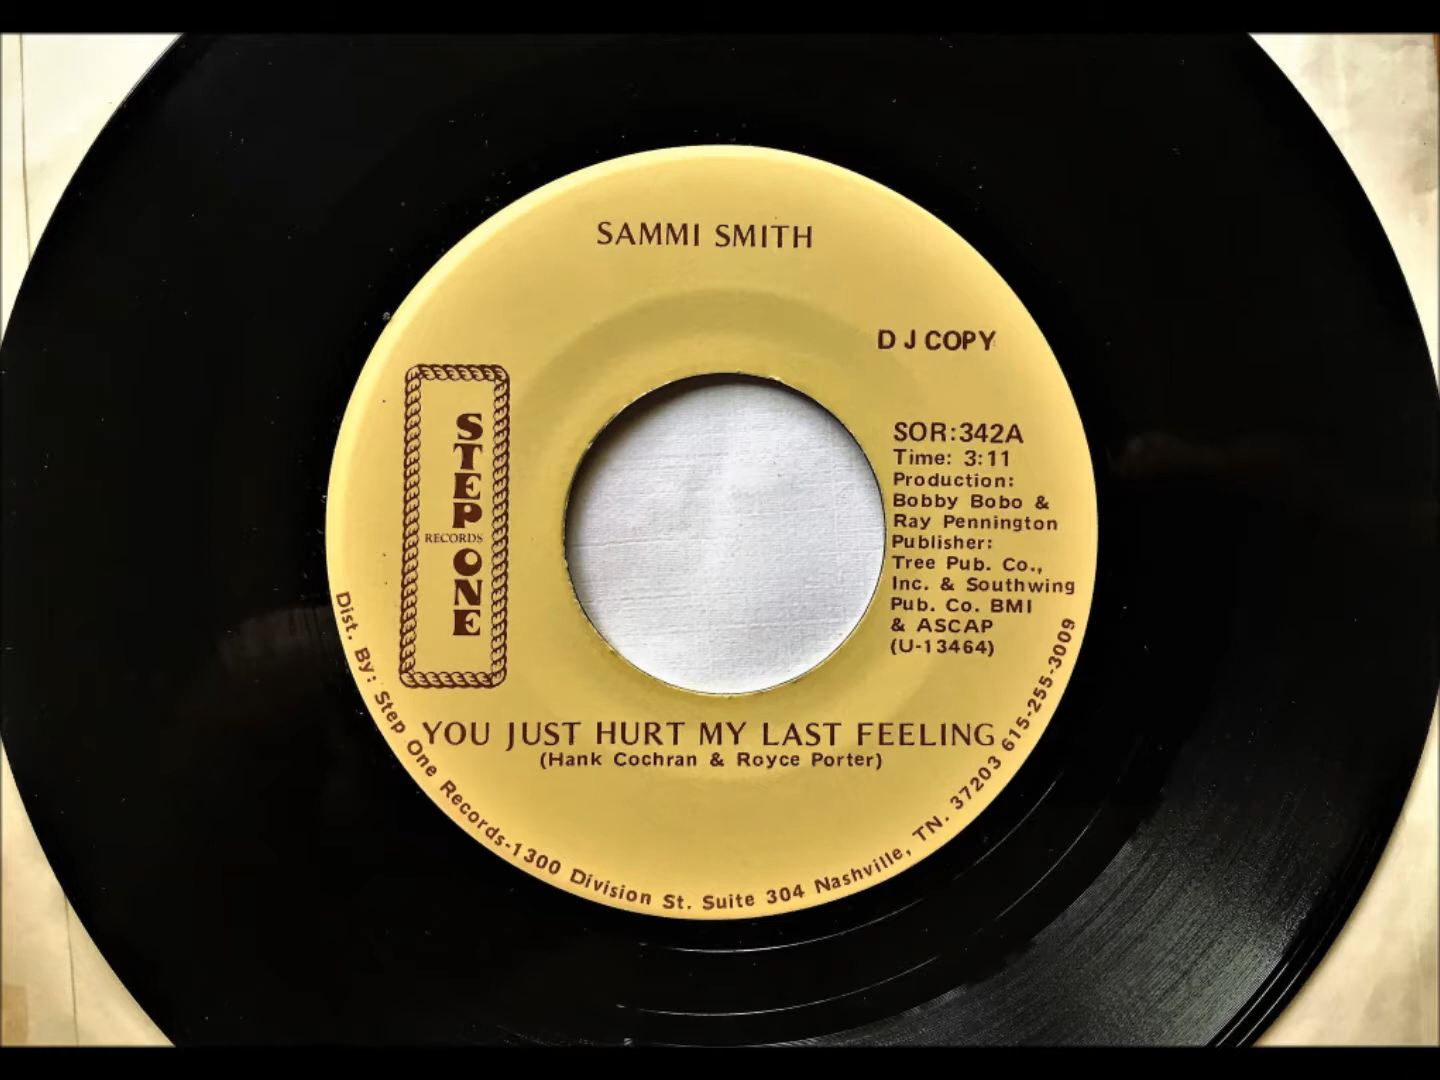 SAMMI SMITH
D J COPY
STEP ONE
RECORDS
SOR:342A
Time: 3:11
Production:
Bobby Bobo &
Ray Pennington
Publisher:
Tree Pub. Co.,
Inc. & Southwing
Pub. Co. BMI
& ASCAP
(U-13464)
YOU JUST HURT MY LAST FEELING
(Hank Cochran & Royce Porter)
Dist. By: Step One Records-1300 Division St. Suite 304 Nashville, TN. 37203 615-255-3009